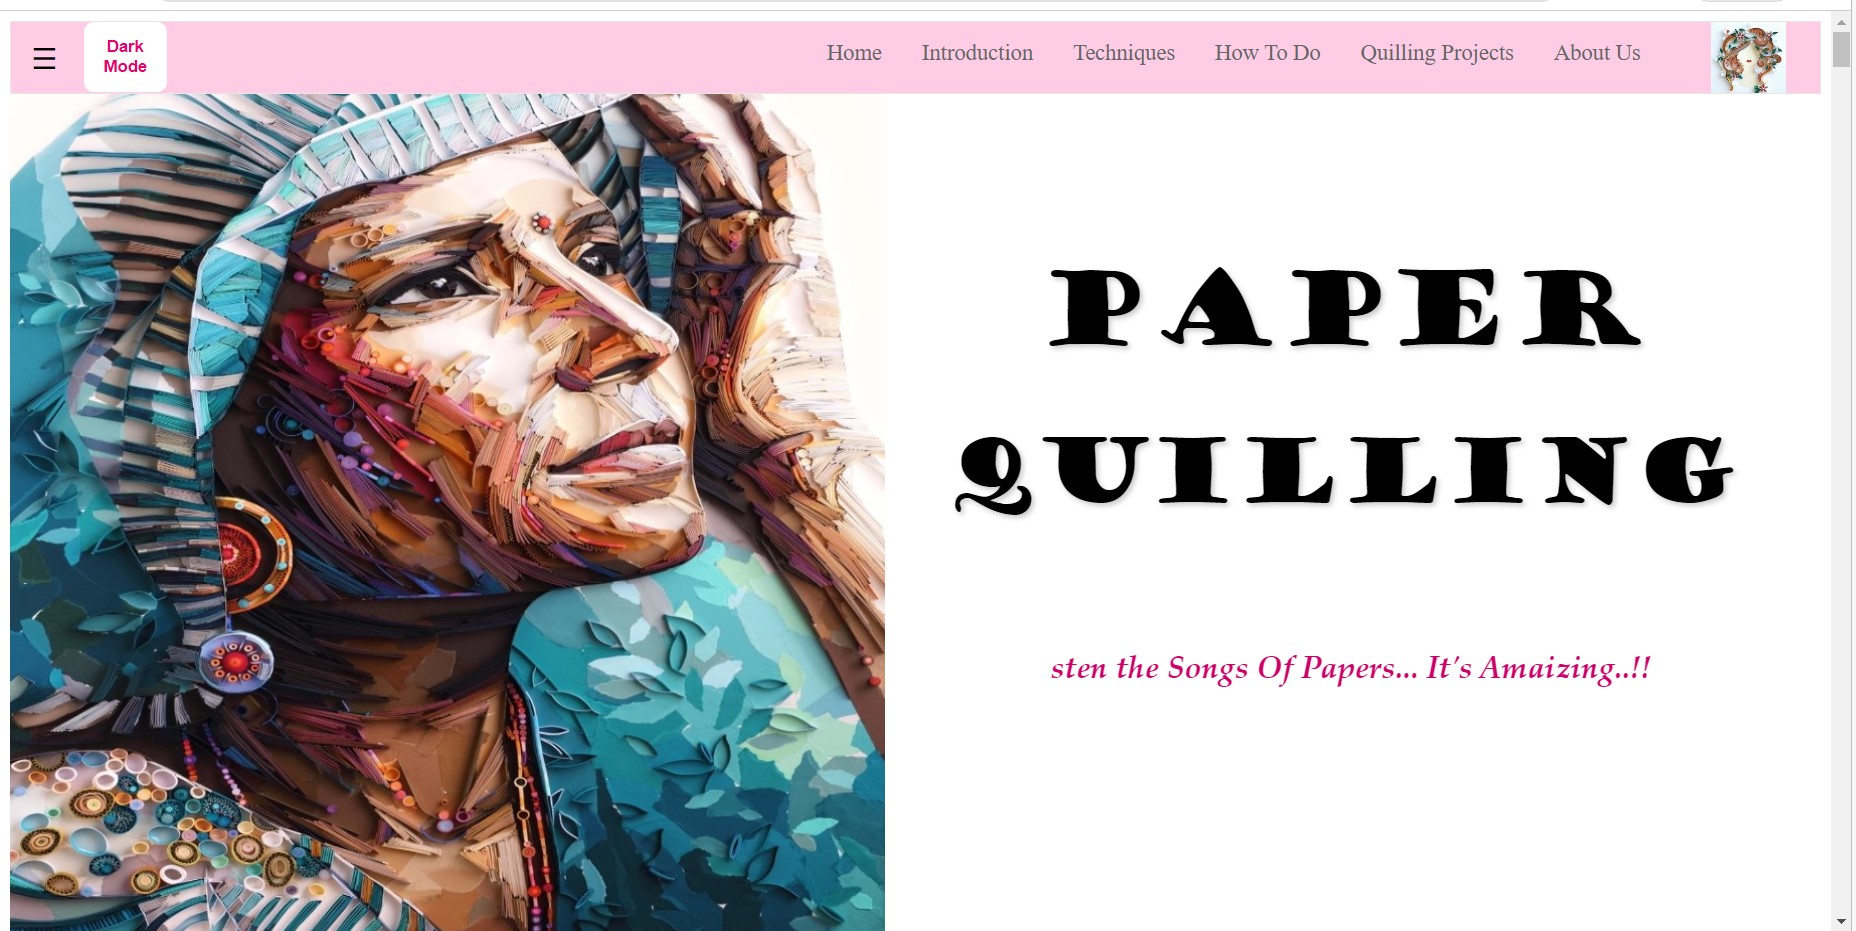 ☰
Dark
Mode
Home Introduction Techniques How To Do Quilling Projects About Us
PAPER
QUILLING
sten the Songs Of Papers... It's Amaizing..!!